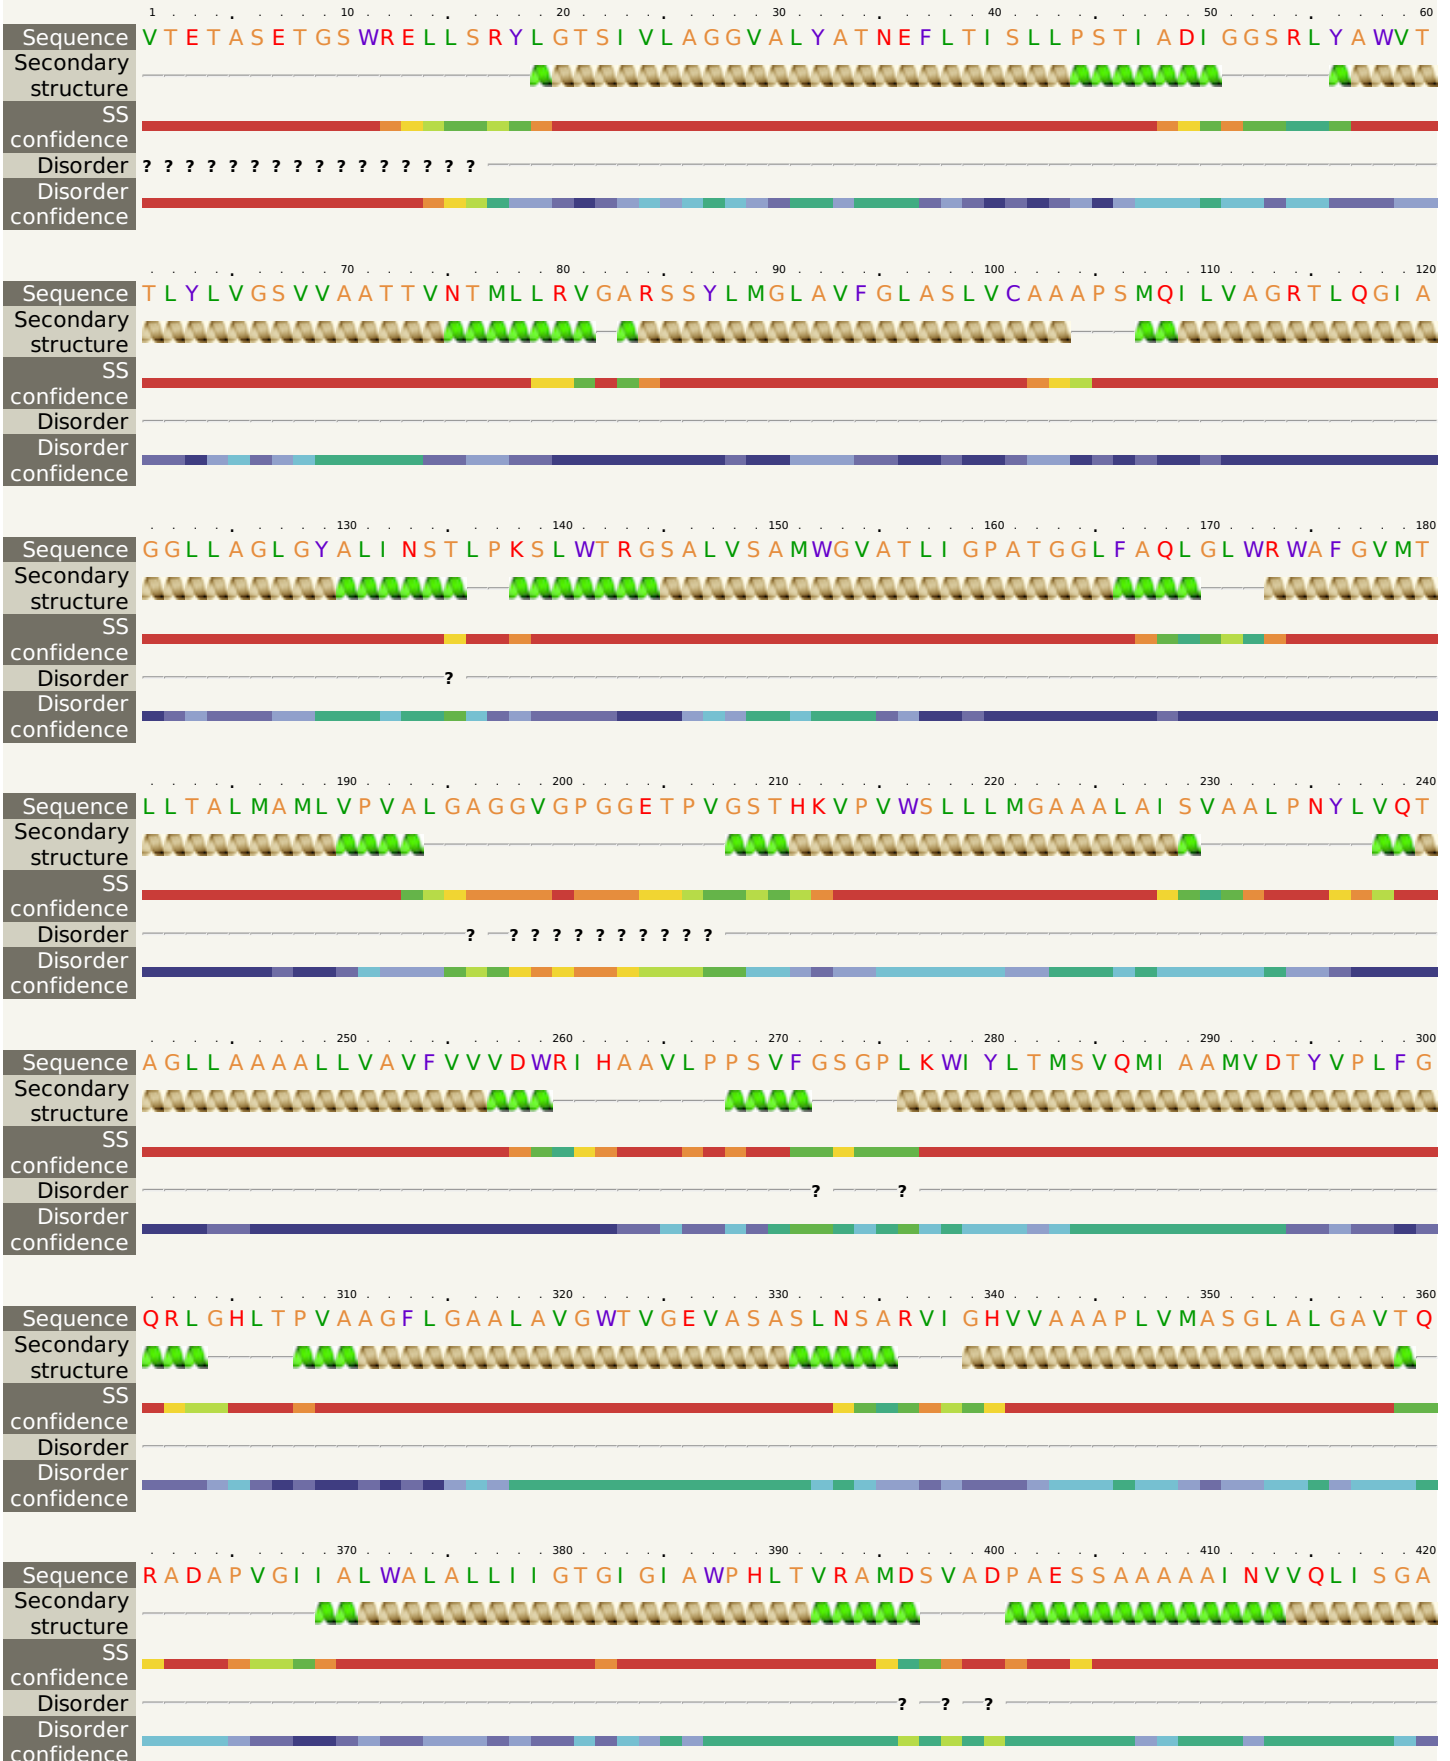 1 10 20 30 40 50 60
Sequence VTETASETGSWRELLSRYLGTSIVLAGGVALYATNEFLTISLLPSTIADIGGSRLYAWVT
Secondary
structure
SS
confidence
Disorder ? ? ? ? ? ? ? ? ? ? ? ? ? ? ? ?
Disorder
confidence
70 80 90 100 110 120
Sequence TLYLVGSVVAATTVNTMLLRVGARSSYLMGLAVFGLASLVCAAAPSMQILVAGRTLQGIA
Secondary
structure
SS
confidence
Disorder
Disorder
confidence
130 140 150 160 170 180
Sequence GGLLAGLGYALINSTLPKSLWTRGSALVSAMWGVATLIGPATGGLFAQLGLWRWAFGVMT
Secondary
structure
SS
confidence
Disorder ?
Disorder
confidence
190 200 210 220 230 240
Sequence LLTALMAMLVPVALGAGGVGPGGETPVGSTHKVPVWSLLLMGAAALAISVAALPNYLVQT
Secondary
structure
SS
confidence
Disorder ? ? ? ? ? ? ? ? ? ? ?
Disorder
confidence
250 260 270 280 290 300
Sequence AGLLAAAALLVAVFVVVDWRIHAAVLPPSVFGSGPLKWIYLTMSVQMIAAMVDTYVPLFG
Secondary
structure
SS
confidence
Disorder ? ?
Disorder
confidence
310 320 330 340 350 360
Sequence QRLGHLTPVAAGFLGAALAVGWTVGEVASASLNSARVIGHVVAAAPLVMASGLALGAVTQ
Secondary
structure
SS
confidence
Disorder
Disorder
confidence
370 380 390 400 410 420
Sequence RADAPVGIIALWALALLIIGTGIGIAWPHLTVRAMDSVADPAESSAAAAAINVVQLISGA
Secondary
structure
SS
confidence
Disorder ? ? ?
Disorder
confidence